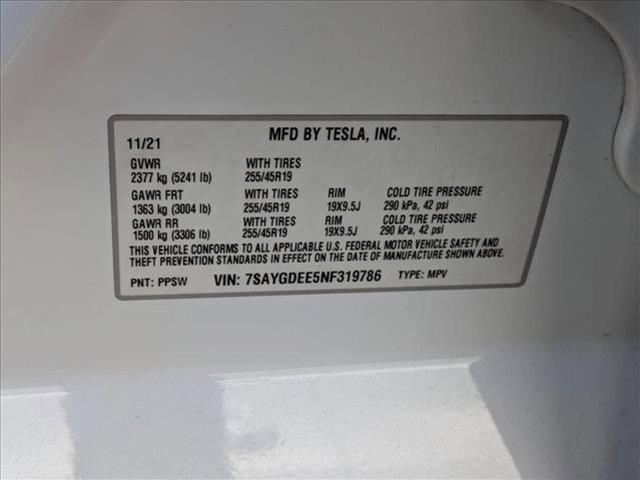 11/21 MFD BY TESLA, INC.
GVWR WITH TIRES
2377 kg (5241 lb) 255/45R19
GAWR FRT WITH TIRES RIM COLD TIRE PRESSURE
1363 kg (3004 lb) 255/45R19 19X9.5J 290 kPa, 42 psi
GAWR RR WITH TIRES RIM COLD TIRE PRESSURE
1500 kg (3306 lb) 255/45R19 19X9.5J 290 kPa, 42 psi
THIS VEHICLE CONFORMS TO ALL APPLICABLE U.S. FEDERAL MOTOR VEHICLE SAFETY AND
THEFT PREVENTION STANDARDS IN EFFECT ON THE DATE OF MANUFACTURE SHOWN ABOVE.
PNT: PPSW VIN: 7SAYGDEE5NF319786 TYPE: MPV